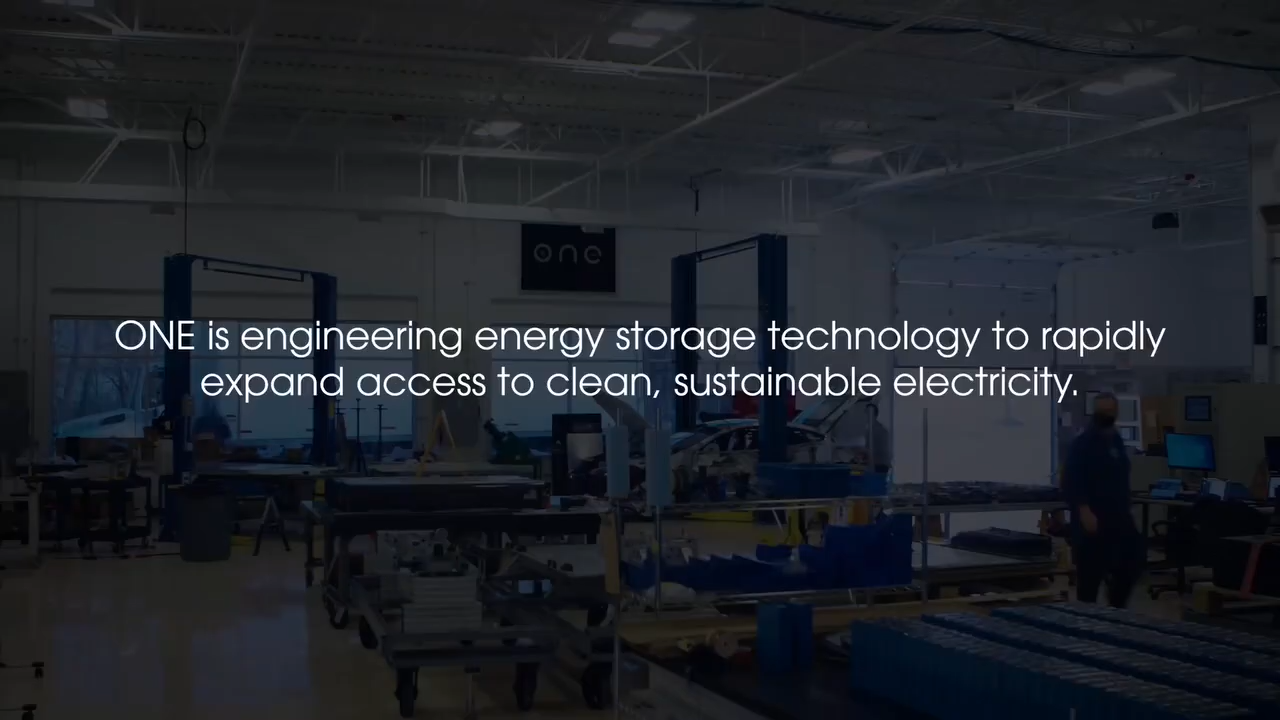 one
ONE is engineering energy storage technology to rapidly
expand access to clean, sustainable electricity.